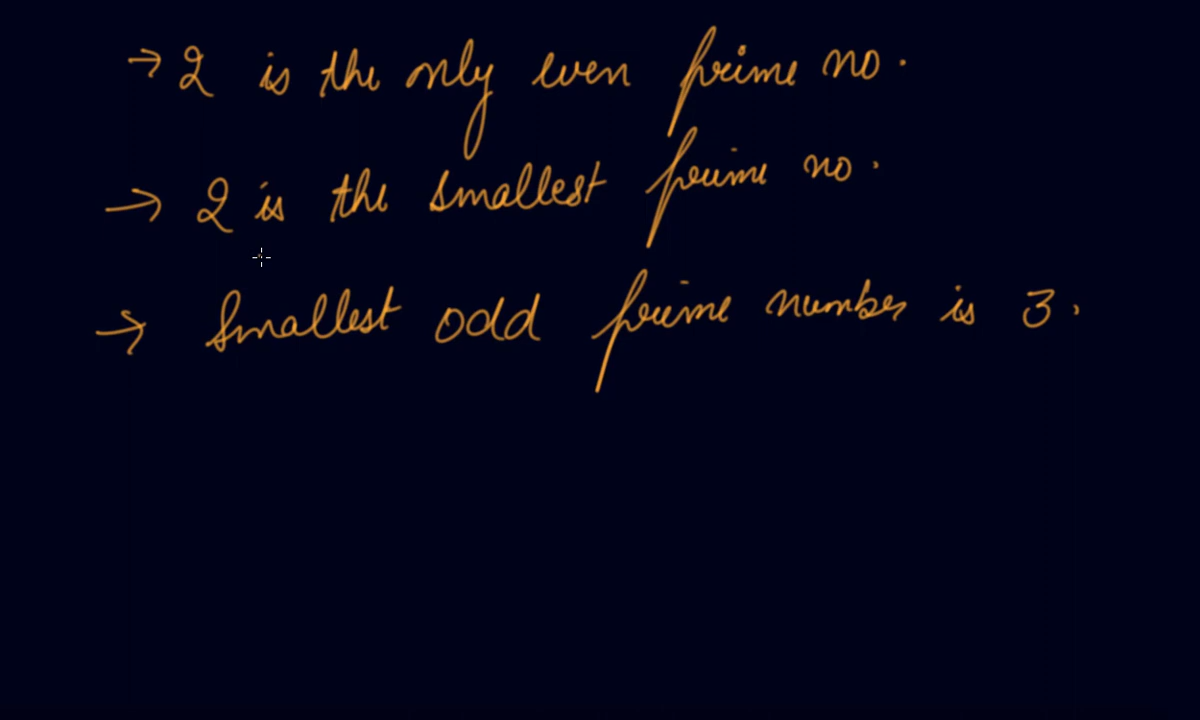 → 2 is the only even prime no.
→ 2 is the smallest prime no.
→ Smallest odd prime number is 3.